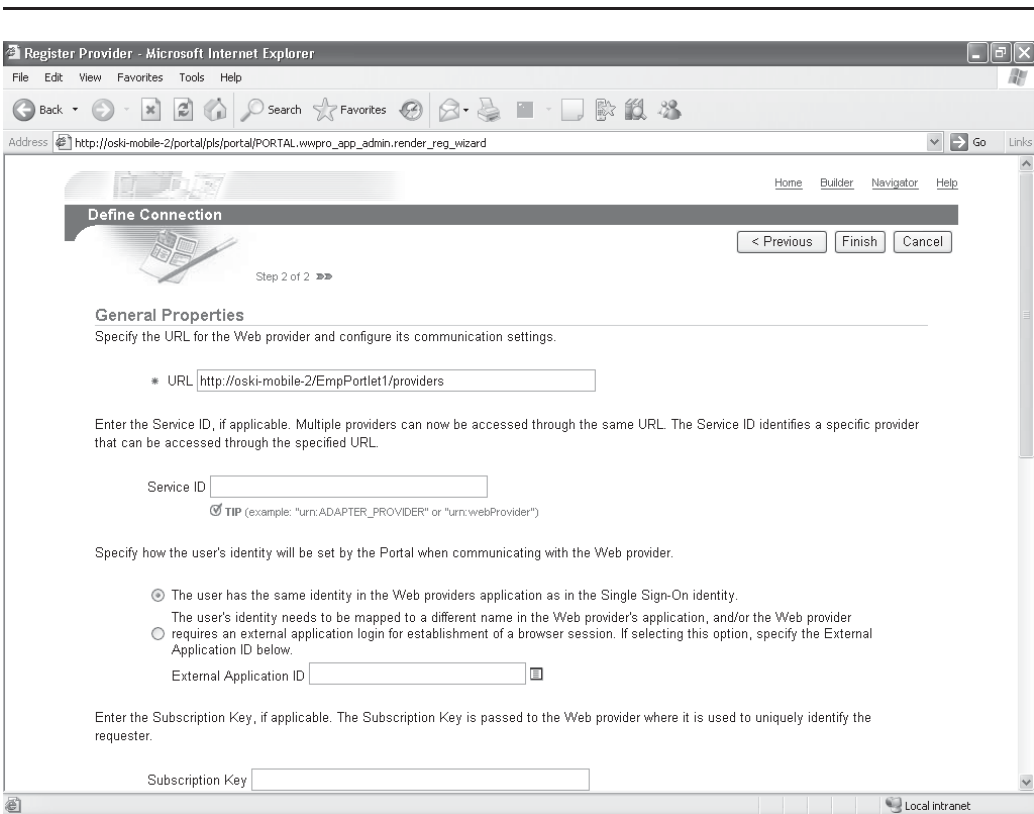 Register Provider - Microsoft Internet Explorer
File Edit View Favorites Tools Help
Back Search Favorites
Address http://oski-mobile-2/portal/pls/portal/PORTAL.wwpro_app_admin.render_reg_wizard Go Links
Home Builder Navigator Help
Define Connection
< Previous Finish Cancel
Step 2 of 2
General Properties
Specify the URL for the Web provider and configure its communication settings.
URL http://oski-mobile-2/EmpPortlet1/providers
Enter the Service ID, if applicable. Multiple providers can now be accessed through the same URL. The Service ID identifies a specific provider
that can be accessed through the specified URL.
Service ID
TIP (example: "urn:ADAPTER_PROVIDER" or "urn:webProvider")
Specify how the user's identity will be set by the Portal when communicating with the Web provider.
The user has the same identity in the Web providers application as in the Single Sign-On identity.
The user's identity needs to be mapped to a different name in the Web provider's application, and/or the Web provider
requires an external application login for establishment of a browser session. If selecting this option, specify the External
Application ID below.
External Application ID
Enter the Subscription Key, if applicable. The Subscription Key is passed to the Web provider where it is used to uniquely identify the
requester.
Subscription Key
Local intranet